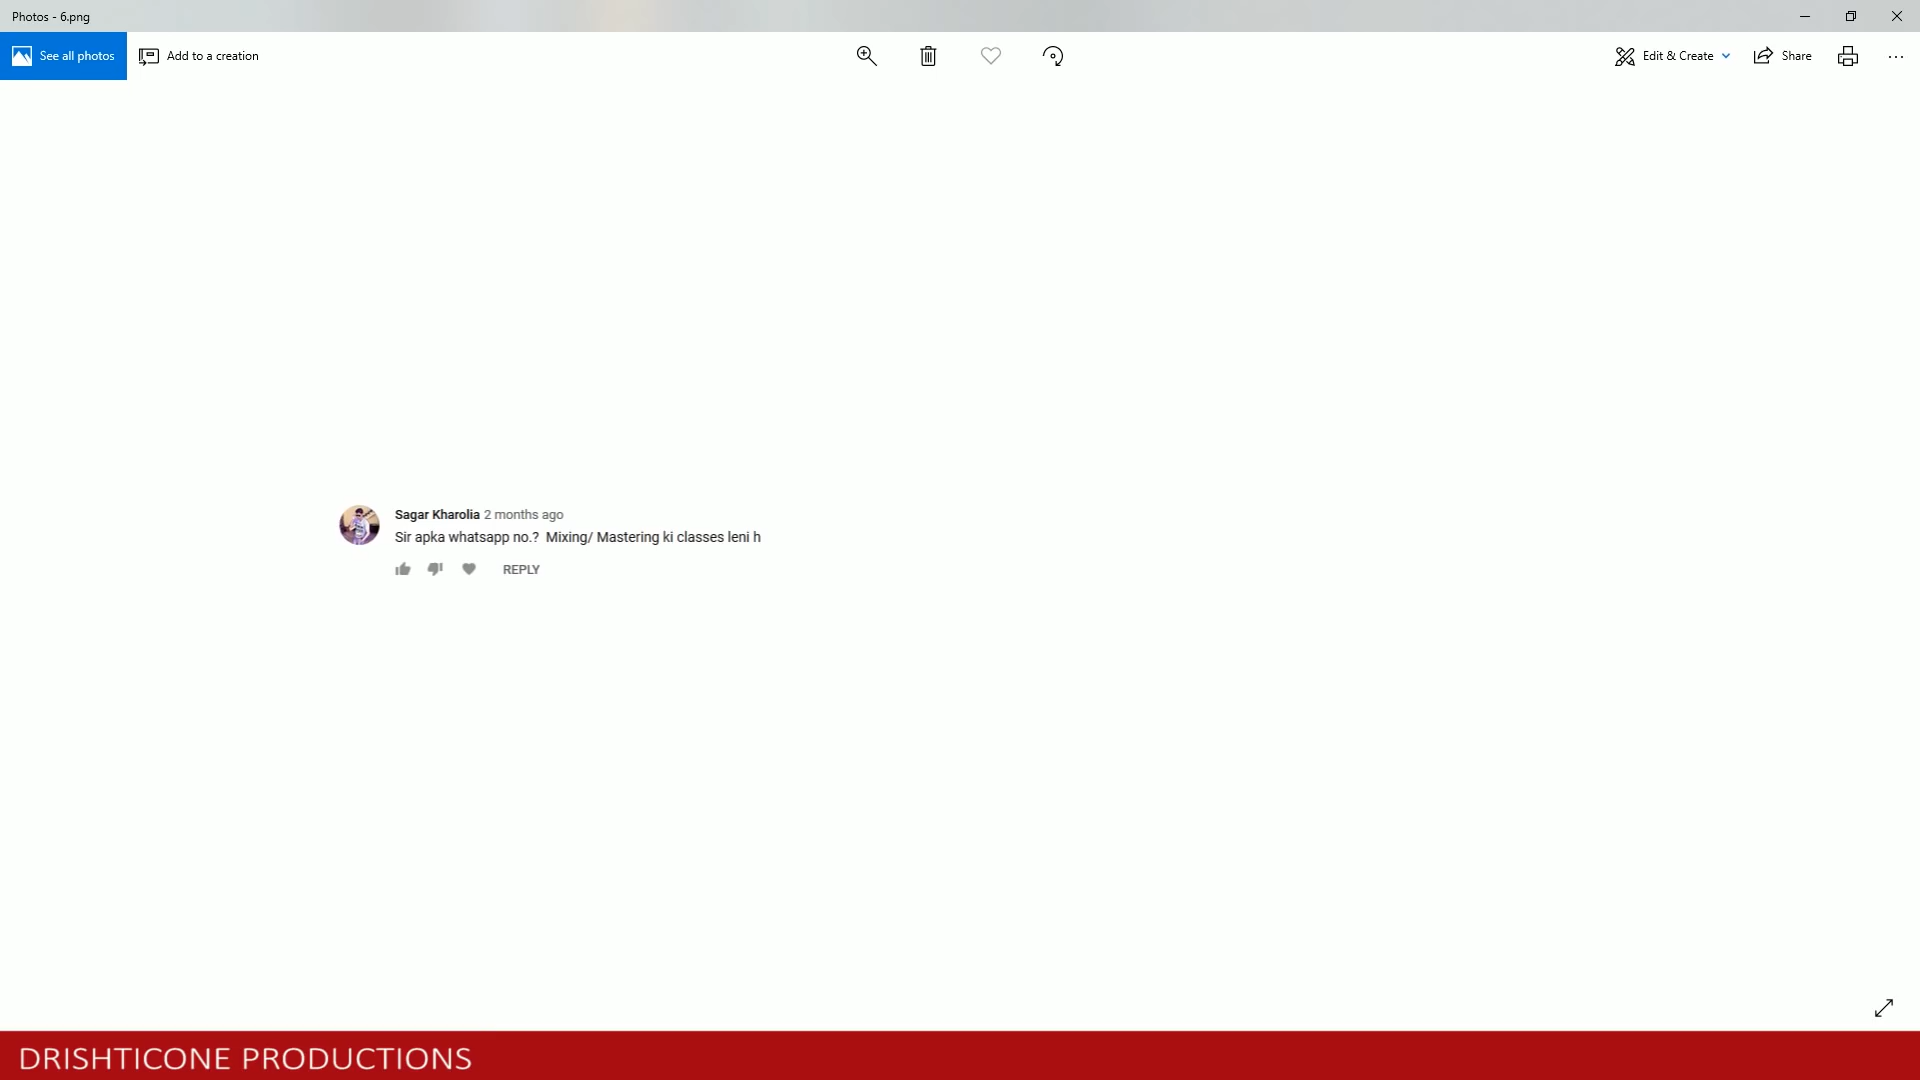 Photos - 6.png
See all photos
Add to a creation
Edit & Create
Share
Sagar Kharolia 2 months ago
Sir apka whatsapp no.?  Mixing/ Mastering ki classes leni h
REPLY
DRISHTICONE PRODUCTIONS